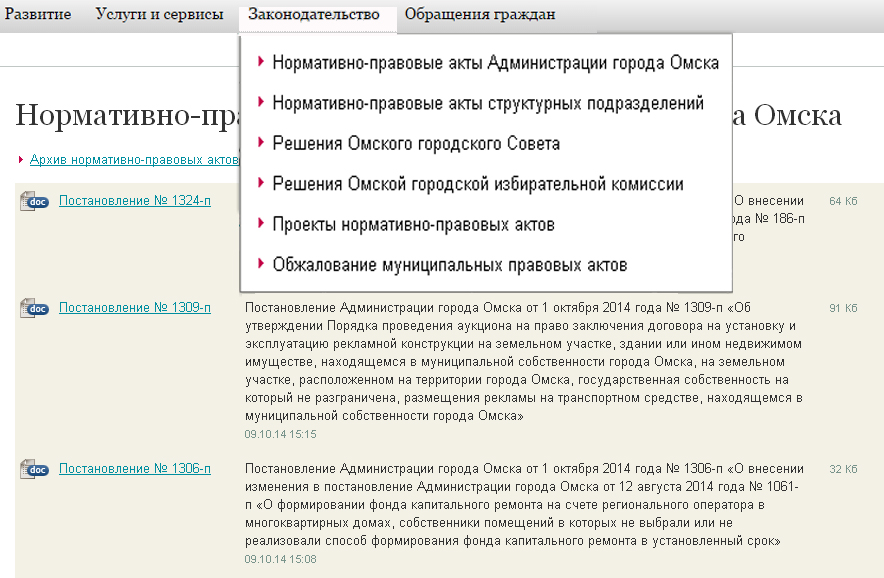 Развитие Услуги и сервисы Законодательство Обращения граждан
Нормативно-правовые акты Администрации города Омска
Нормативно-правовые акты структурных подразделений
Решения Омского городского Совета
Решения Омской городской избирательной комиссии
Проекты нормативно-правовых актов
Обжалование муниципальных правовых актов
Нормативно-пр а Омска
Архив нормативно-правовых актов
doc Постановление № 1324-п О внесении 64 Кб
ода № 186-п
го
doc Постановление № 1309-п Постановление Администрации города Омска от 1 октября 2014 года № 1309-п «Об 91 Кб
утверждении Порядка проведения аукциона на право заключения договора на установку и
эксплуатацию рекламной конструкции на земельном участке, здании или ином недвижимом
имуществе, находящемся в муниципальной собственности города Омска, на земельном
участке, расположенном на территории города Омска, государственная собственность на
который не разграничена, размещения рекламы на транспортном средстве, находящемся в
муниципальной собственности города Омска»
09.10.14 15:15
doc Постановление № 1306-п Постановление Администрации города Омска от 1 октября 2014 года № 1306-п «О внесении 32 Кб
изменения в постановление Администрации города Омска от 12 августа 2014 года № 1061-
п «О формировании фонда капитального ремонта на счете регионального оператора в
многоквартирных домах, собственники помещений в которых не выбрали или не
реализовали способ формирования фонда капитального ремонта в установленный срок»
09.10.14 15:08